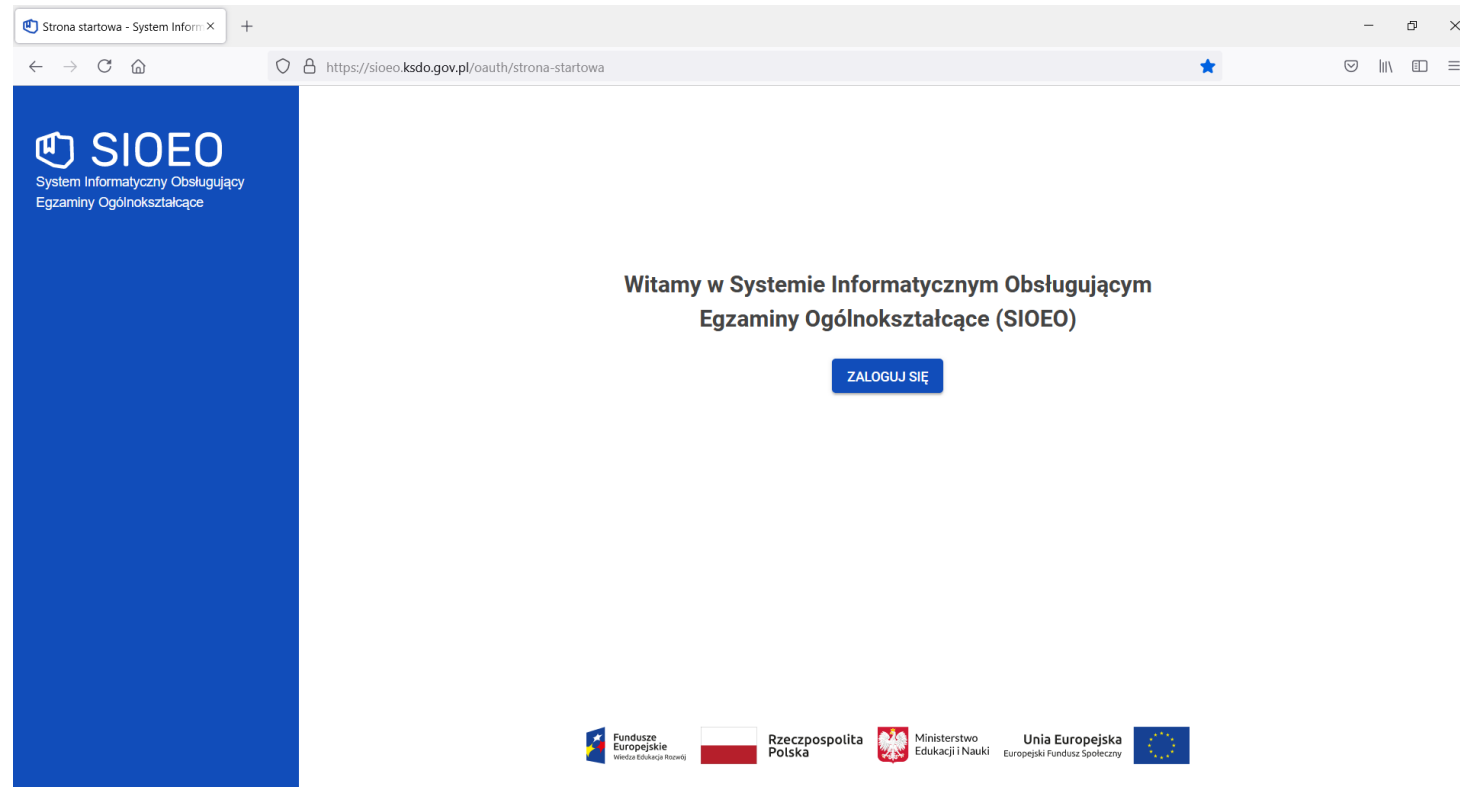 Strona startowa - System Inform
https://sioeo.ksdo.gov.pl/oauth/strona-startowa
SIOEO
System Informatyczny Obsługujący
Egzaminy Ogólnokształcące
Witamy w Systemie Informatycznym Obsługującym
Egzaminy Ogólnokształcące (SIOEO)
ZALOGUJ SIĘ
Fundusze
Europejskie
Wiedza Edukacja Rozwój
Rzeczpospolita
Polska
Ministerstwo
Edukacji i Nauki
Unia Europejska
Europejski Fundusz Społeczny